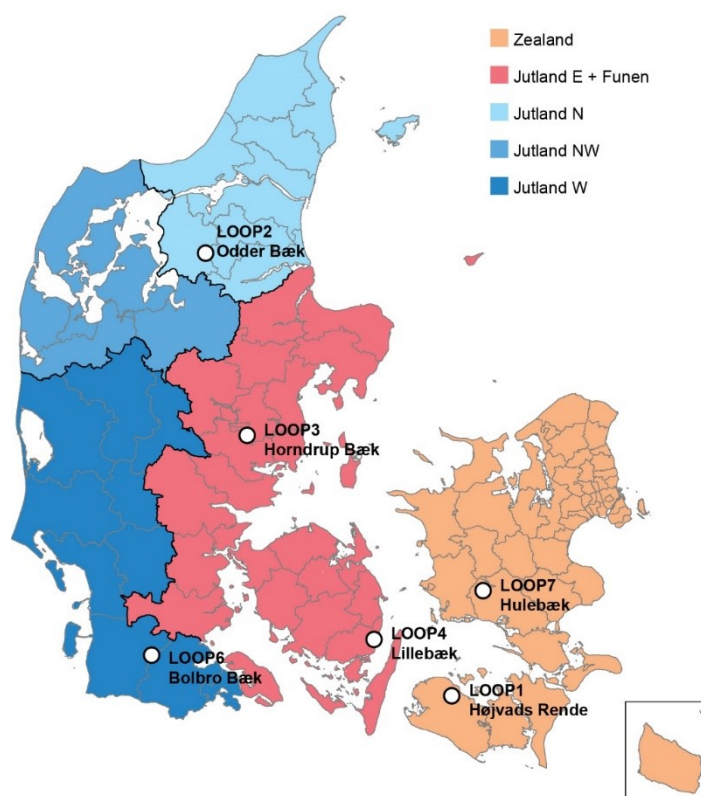 Zealand
Jutland E + Funen
Jutland N
Jutland NW
Jutland W
LOOP2
Odder Bæk
LOOP3
Horndrup Bæk
LOOP7
Hulebæk
LOOP4
Lillebæk
LOOP6
Bolbro Bæk
LOOP1
Højvads Rende